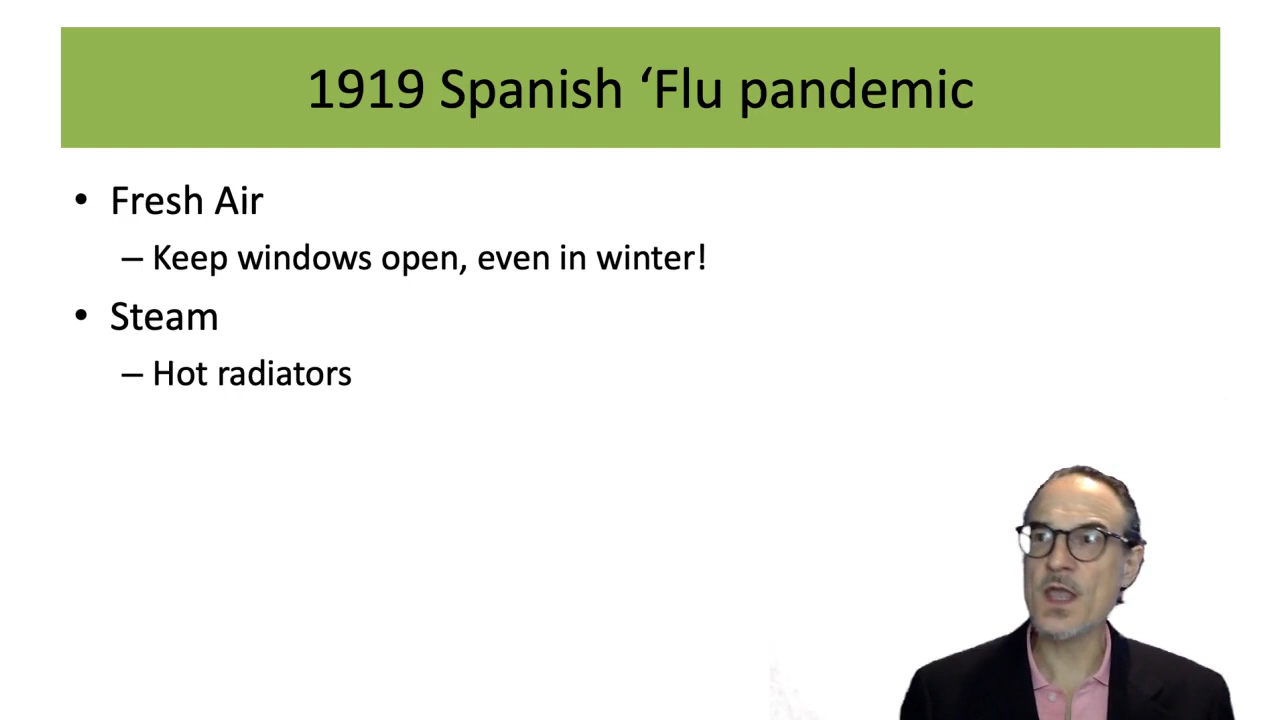 1919 Spanish ‘Flu pandemic
• Fresh Air
– Keep windows open, even in winter!
• Steam
– Hot radiators